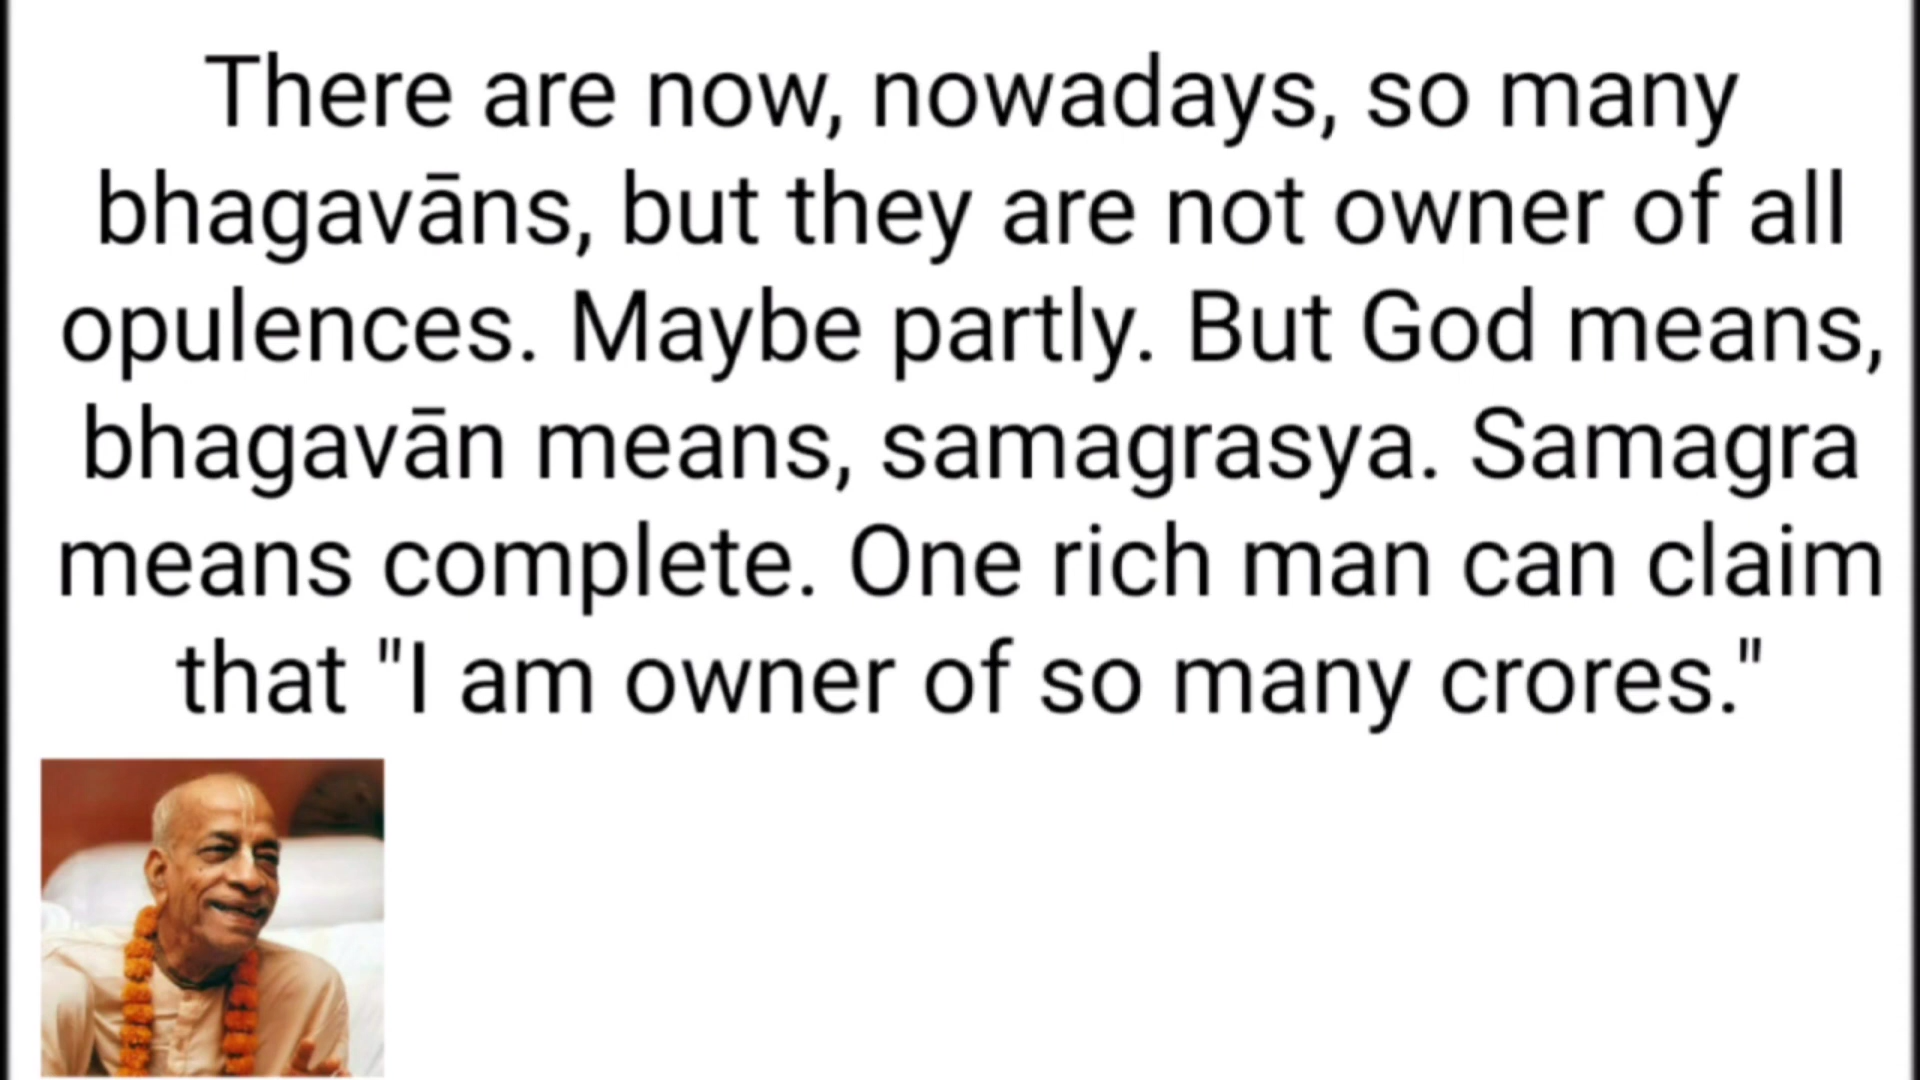 There are now, nowadays, so many
bhagavāns, but they are not owner of all
opulences. Maybe partly. But God means,
bhagavān means, samagrasya. Samagra
means complete. One rich man can claim
that "I am owner of so many crores."